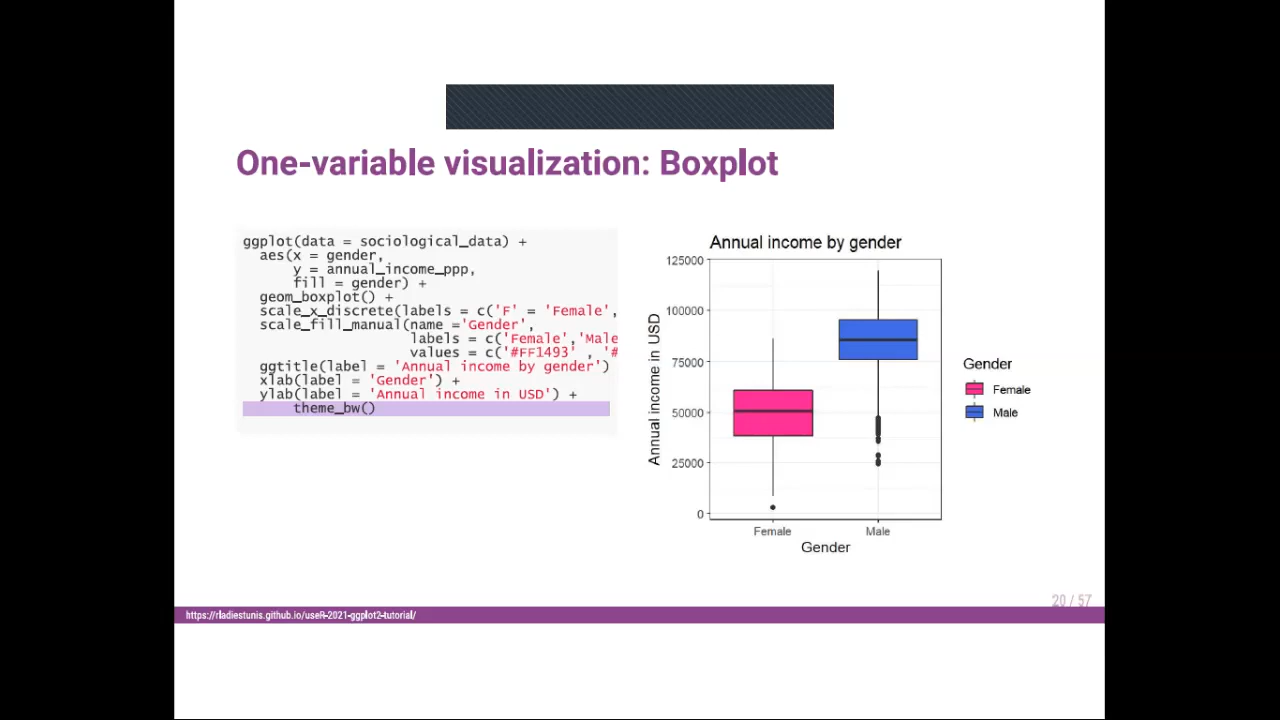 One-variable visualization: Boxplot
ggplot(data = sociological_data) +
aes(x = gender,
y = annual_income_ppp,
fill = gender) +
geom_boxplot() +
scale_x_discrete(labels = c('F' = 'Female',
scale_fill_manual(name ='Gender',
labels = c('Female','Male
values = c('#FF1493' , '#
ggtitle(label = 'Annual income by gender')
xlab(label = 'Gender') +
ylab(label = 'Annual income in USD') +
theme_bw()
Annual income by gender
Annual income in USD
125000
100000
75000
50000
25000
0
Female
Male
Gender
Gender
Female
Male
20 / 57
https://rladiestunis.github.io/useR-2021-ggplot2-tutorial/